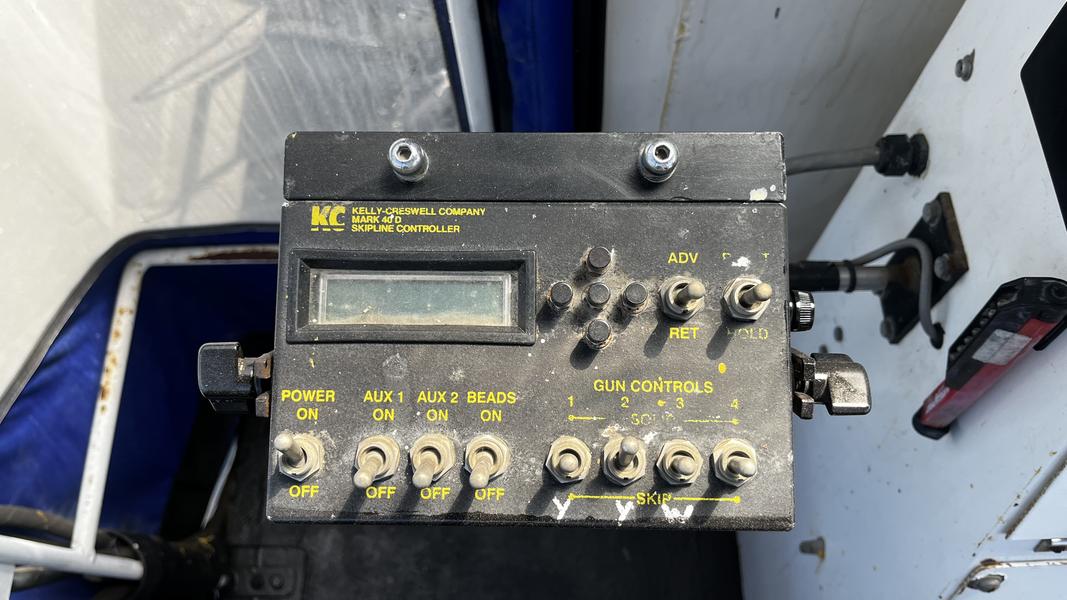 KC
KELLY-CRESWELL COMPANY
MARK 40 D
SKIPLINE CONTROLLER
ADV
RET
HOLD
POWER
ON
OFF
AUX 1
ON
OFF
AUX 2
ON
OFF
BEADS
ON
OFF
GUN CONTROLS
1 2 3 4
SKIP
Y Y W